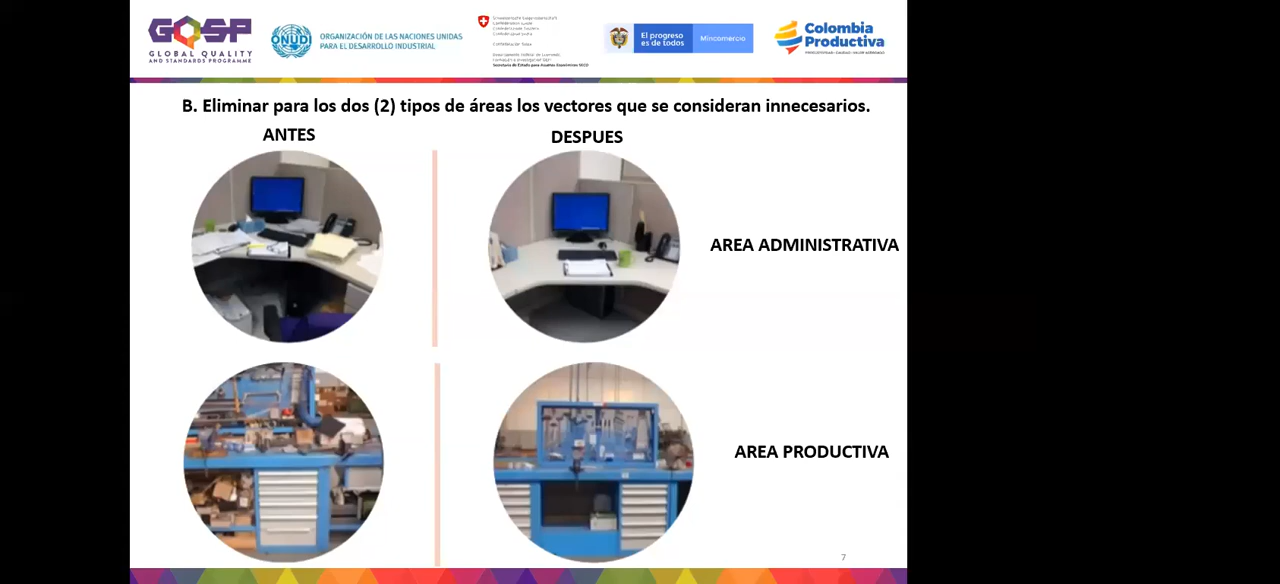 GQSP
GLOBAL QUALITY
AND STANDARDS PROGRAMME
ONUDI
ORGANIZACIÓN DE LAS NACIONES UNIDAS
PARA EL DESARROLLO INDUSTRIAL
El progreso
es de todos
Mincomercio
Colombia
Productiva
B. Eliminar para los dos (2) tipos de áreas los vectores que se consideran innecesarios.
ANTES
DESPUES
AREA ADMINISTRATIVA
AREA PRODUCTIVA
7